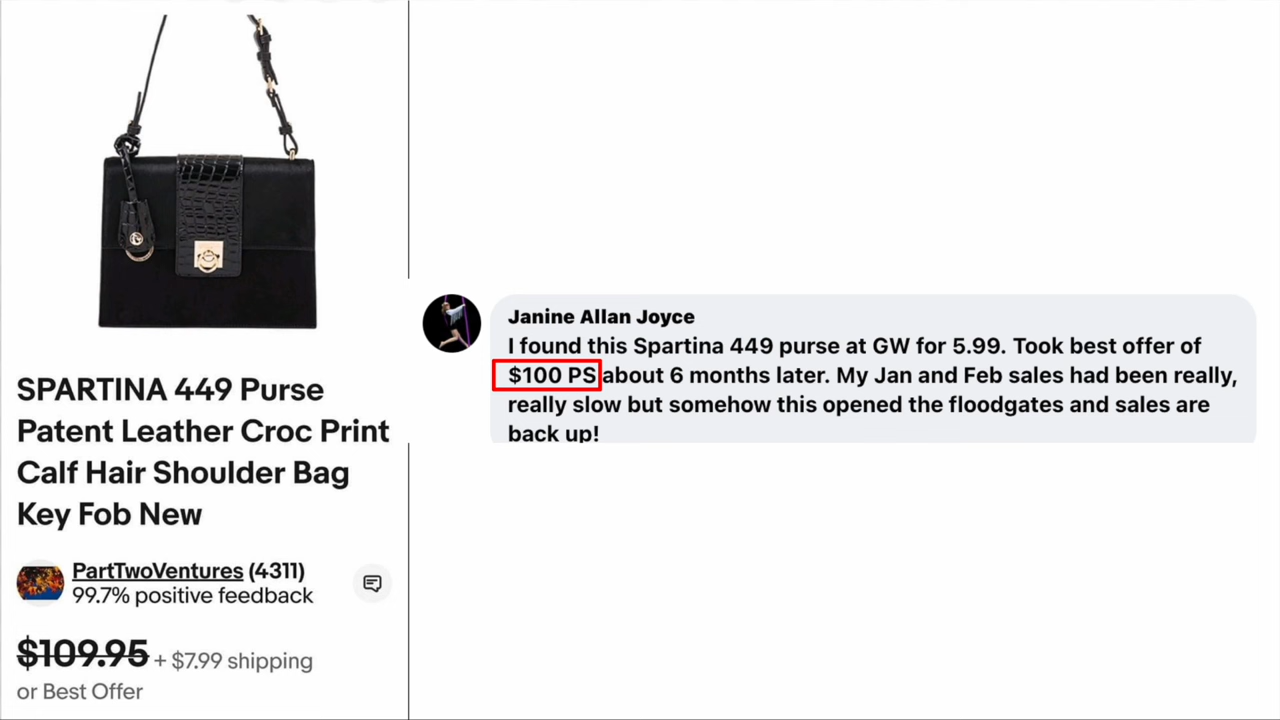 SPARTINA 449 Purse
Patent Leather Croc Print
Calf Hair Shoulder Bag
Key Fob New
PartTwoVentures (4311)
99.7% positive feedback
$109.95 + $7.99 shipping
or Best Offer
Janine Allan Joyce
I found this Spartina 449 purse at GW for 5.99. Took best offer of
$100 PS about 6 months later. My Jan and Feb sales had been really,
really slow but somehow this opened the floodgates and sales are
back up!